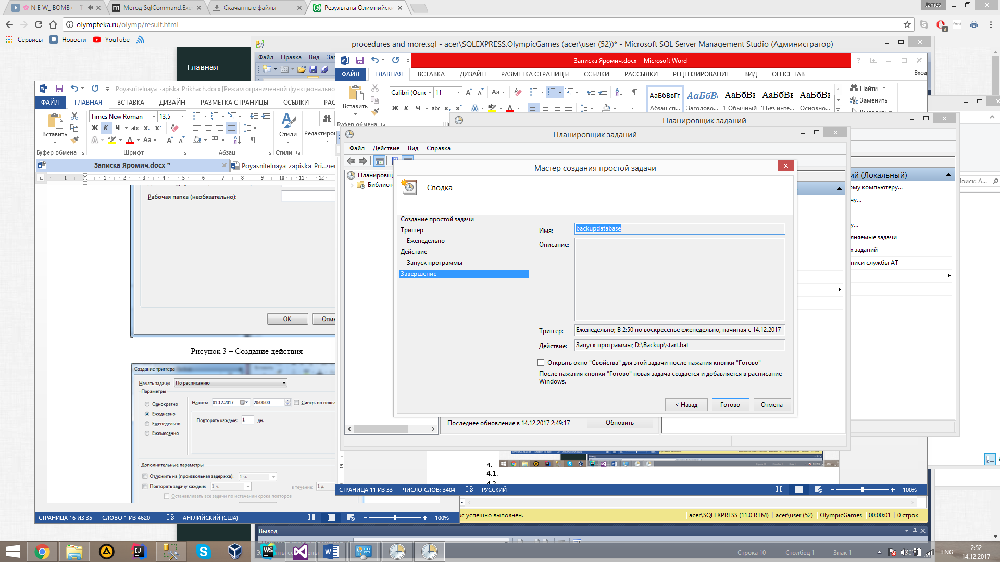 N E W_ BOMB+ - T
Метод SqlCommand.Exe
Скачанные файлы
Результаты Олимпийски
James
olympteka.ru/olymp/result.html
Сервисы
Новости
YouTube
procedures and more.sql - acer\SQLEXPRESS.OlympicGames (acer\user (52))* - Microsoft SQL Server Management Studio (Администратор)
Главная
Файл Правка Вид
Записка Яромич.docx - Microsoft Word
Вход
ФАЙЛ ГЛАВНАЯ ВСТАВКА ДИЗАЙН РАЗМЕТКА СТРАНИЦЫ ССЫЛКИ РАССЫЛКИ РЕЦЕНЗИРОВАНИЕ ВИД OFFICE TAB
Calibri (Оснс 11
Вставить
Буфер обмена
АаБбВвГг, АаБбВ АаБбВı АаБбВı АаБбВı
Абзац сп... Заголово... ¶ Обычный ¶ Без инте... Основно...
Найти
Заменить
Выделить
Poyasnitelnaya_zapiska_Prikhach.docx [Режим ограниченной функционально
ФАЙЛ ГЛАВНАЯ ВСТАВКА ДИЗАЙН РАЗМЕТКА СТРАНИЦЫ ССЫЛКИ РАС
Times New Roman 13,5
Вставить
Стили
Редактиро
Буфер обмена Шрифт Абзац Стили
Записка Яромич.docx *
Poyasnitelnaya_zapiska_Pri...чен
Рабочая папка (необязательно):
ОК
Отме
Рисунок 3 – Создание действия
Создание триггера
Начать задачу: По расписанию
Параметры
Однократно
Ежедневно
Еженедельно
Ежемесячно
Начать: 01.12.2017 20:00:00 Синхр. по пояса
Повторять каждые: 1 дн.
Дополнительные параметры
Отложить на (произвольная задержка): 1 ч.
Повторять задачу каждые: 1 ч. в течение: 1 д.
Останавливать все задачи по истечении срока повторов
СТРАНИЦА 16 ИЗ 35 СЛОВО 1 ИЗ 4620 АНГЛИЙСКИЙ (США) 100%
Планировщик заданий
Планировщик заданий
Файл Действие Вид Справка
Планировщ
Библиоте
Мастер создания простой задачи
Сводка
Создание простой задачи
Триггер
Еженедельно
Действие
Запуск программы
Завершение
Имя: backupdatabase
Описание:
Триггер: Еженедельно; В 2:50 по воскресенье еженедельно, начиная с 14.12.2017
Действие: Запуск программы; D:\Backup\start.bat
Открыть окно "Свойства" для этой задачи после нажатия кнопки "Готово"
После нажатия кнопки "Готово" новая задача создается и добавляется в расписание
Windows.
< Назад Готово Отмена
Последнее обновление в 14.12.2017 2:49:17
Обновить
ий (Локальный)
ому компьютеру...
чу...
у...
лняемые задачи
х заданий
писи службы AT
Поиск: А...
4.
4.1.
4.2
СТРАНИЦА 11 ИЗ 33 ЧИСЛО СЛОВ: 3404 РУССКИЙ 100%
ос успешно выполнен.
acer\SQLEXPRESS (11.0 RTM) acer\user (52) OlympicGames 00:00:01 0 строк
Вывод
Строка 10 Столбец 1 Знак 1
ENG
2:52
14.12.2017